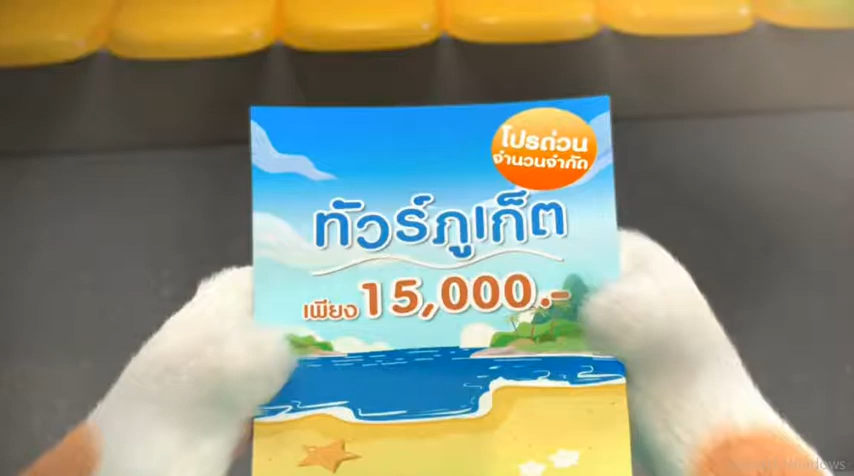 โปรด่วน
จำนวนจำกัด
ทัวร์ภูเก็ต
เพียง 15,000.-